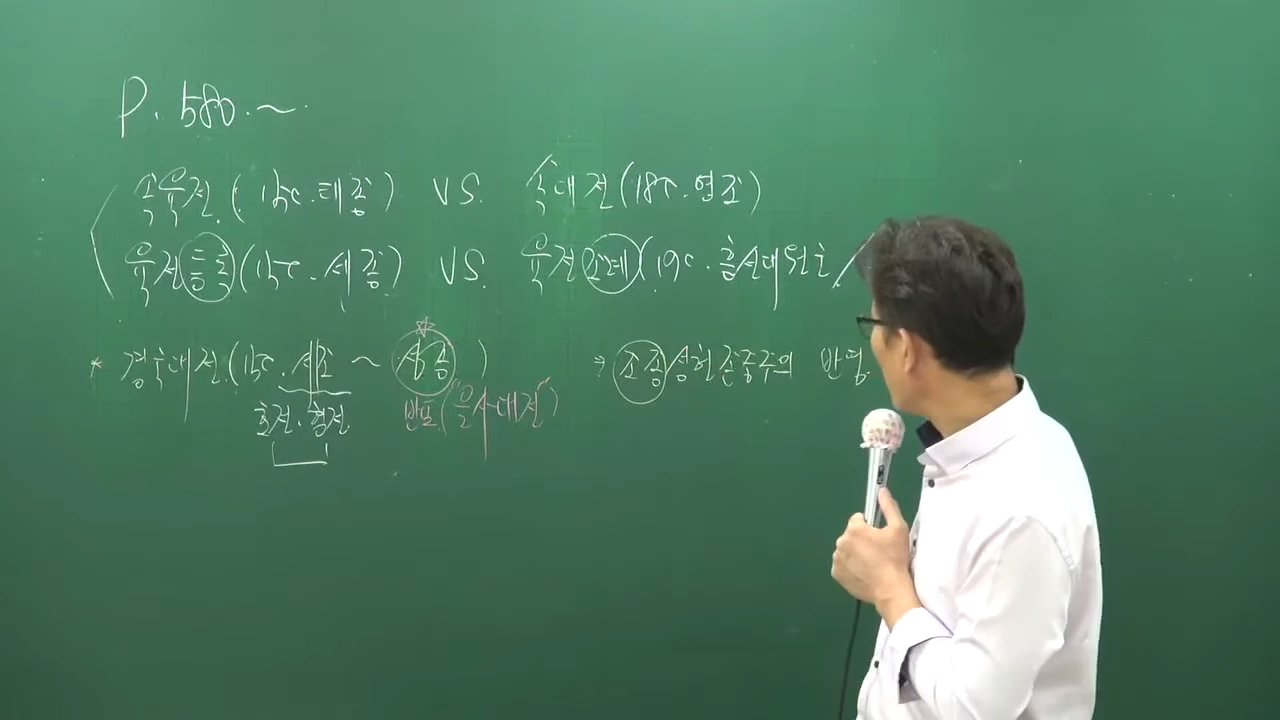 P. 580. ~
속육전. (15C. 태종) VS. 속대전 (18C. 영조)
육전등록 (15C. 세종) VS. 육전조례 (19C. 흥선대원군
* 경국대전. (15C. 세조 ~ 성종) ⇒ 조종성헌존중주의 반영
호전. 형전. 반포 ("을사대전")